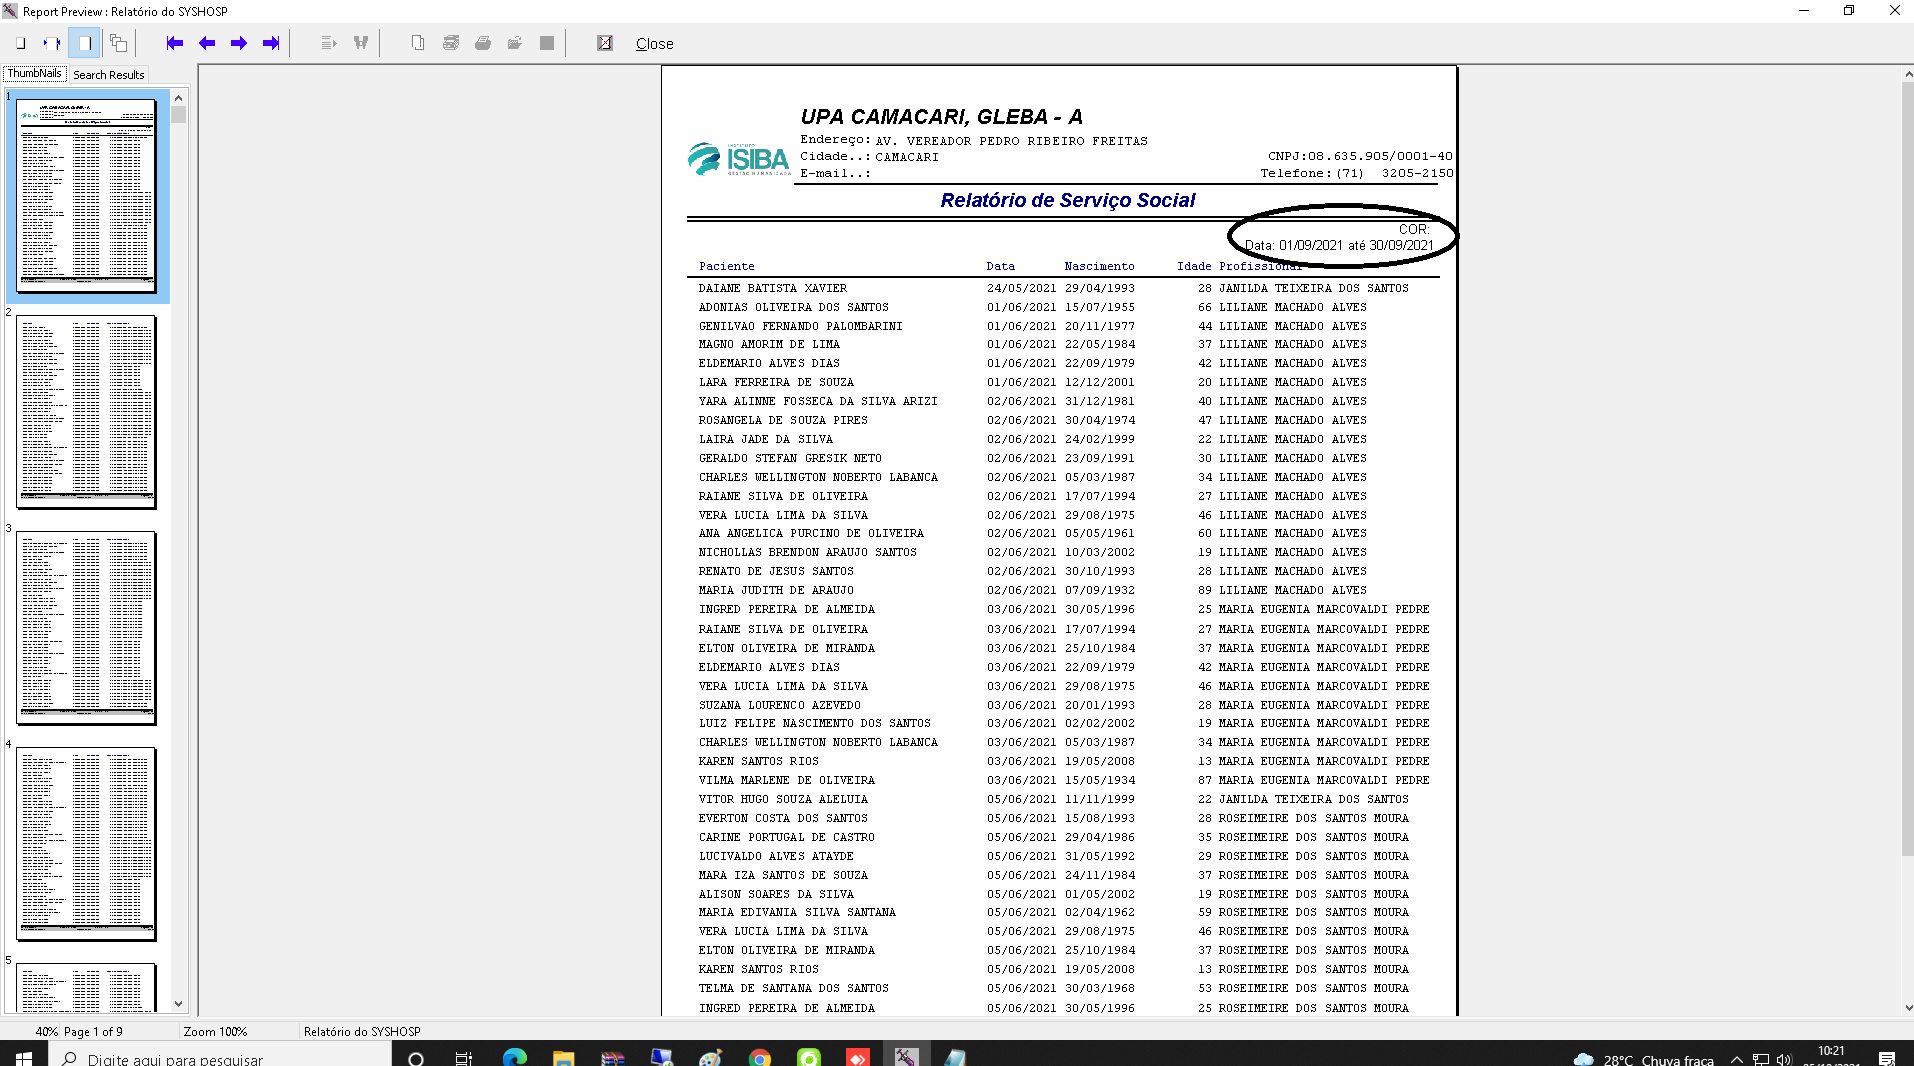 Report Preview : Relatório do SYSHOSP
Close
ThumbNails
Search Results
1
2
3
4
5
UPA CAMACARI, GLEBA - A
Endereço: AV. VEREADOR PEDRO RIBEIRO FREITAS
Cidade..: CAMACARI
CNPJ:08.635.905/0001-40
E-mail..:
Telefone:(71) 3205-2150
INSTITUTO
ISIBA
GESTÃO HUMANIZADA
Relatório de Serviço Social
COR:
Data: 01/09/2021 até 30/09/2021
Paciente Data Nascimento Idade Profissional
DAIANE BATISTA XAVIER 24/05/2021 29/04/1993 28 JANILDA TEIXEIRA DOS SANTOS
ADONIAS OLIVEIRA DOS SANTOS 01/06/2021 15/07/1955 66 LILIANE MACHADO ALVES
GENILVAO FERNANDO PALOMBARINI 01/06/2021 20/11/1977 44 LILIANE MACHADO ALVES
MAGNO AMORIM DE LIMA 01/06/2021 22/05/1984 37 LILIANE MACHADO ALVES
ELDEMARIO ALVES DIAS 01/06/2021 22/09/1979 42 LILIANE MACHADO ALVES
LARA FERREIRA DE SOUZA 01/06/2021 12/12/2001 20 LILIANE MACHADO ALVES
YARA ALINNE FOSSECA DA SILVA ARIZI 02/06/2021 31/12/1981 40 LILIANE MACHADO ALVES
ROSANGELA DE SOUZA PIRES 02/06/2021 30/04/1974 47 LILIANE MACHADO ALVES
LAIRA JADE DA SILVA 02/06/2021 24/02/1999 22 LILIANE MACHADO ALVES
GERALDO STEFAN GRESIK NETO 02/06/2021 23/09/1991 30 LILIANE MACHADO ALVES
CHARLES WELLINGTON NOBERTO LABANCA 02/06/2021 05/03/1987 34 LILIANE MACHADO ALVES
RAIANE SILVA DE OLIVEIRA 02/06/2021 17/07/1994 27 LILIANE MACHADO ALVES
VERA LUCIA LIMA DA SILVA 02/06/2021 29/08/1975 46 LILIANE MACHADO ALVES
ANA ANGELICA PURCINO DE OLIVEIRA 02/06/2021 05/05/1961 60 LILIANE MACHADO ALVES
NICHOLLAS BRENDON ARAUJO SANTOS 02/06/2021 10/03/2002 19 LILIANE MACHADO ALVES
RENATO DE JESUS SANTOS 02/06/2021 30/10/1993 28 LILIANE MACHADO ALVES
MARIA JUDITH DE ARAUJO 02/06/2021 07/09/1932 89 LILIANE MACHADO ALVES
INGRED PEREIRA DE ALMEIDA 03/06/2021 30/05/1996 25 MARIA EUGENIA MARCOVALDI PEDRE
RAIANE SILVA DE OLIVEIRA 03/06/2021 17/07/1994 27 MARIA EUGENIA MARCOVALDI PEDRE
ELTON OLIVEIRA DE MIRANDA 03/06/2021 25/10/1984 37 MARIA EUGENIA MARCOVALDI PEDRE
ELDEMARIO ALVES DIAS 03/06/2021 22/09/1979 42 MARIA EUGENIA MARCOVALDI PEDRE
VERA LUCIA LIMA DA SILVA 03/06/2021 29/08/1975 46 MARIA EUGENIA MARCOVALDI PEDRE
SUZANA LOURENCO AZEVEDO 03/06/2021 20/01/1993 28 MARIA EUGENIA MARCOVALDI PEDRE
LUIZ FELIPE NASCIMENTO DOS SANTOS 03/06/2021 02/02/2002 19 MARIA EUGENIA MARCOVALDI PEDRE
CHARLES WELLINGTON NOBERTO LABANCA 03/06/2021 05/03/1987 34 MARIA EUGENIA MARCOVALDI PEDRE
KAREN SANTOS RIOS 03/06/2021 19/05/2008 13 MARIA EUGENIA MARCOVALDI PEDRE
VILMA MARLENE DE OLIVEIRA 03/06/2021 15/05/1934 87 MARIA EUGENIA MARCOVALDI PEDRE
VITOR HUGO SOUZA ALELUIA 05/06/2021 11/11/1999 22 JANILDA TEIXEIRA DOS SANTOS
EVERTON COSTA DOS SANTOS 05/06/2021 15/08/1993 28 ROSEIMEIRE DOS SANTOS MOURA
CARINE PORTUGAL DE CASTRO 05/06/2021 29/04/1986 35 ROSEIMEIRE DOS SANTOS MOURA
LUCIVALDO ALVES ATAYDE 05/06/2021 31/05/1992 29 ROSEIMEIRE DOS SANTOS MOURA
MARA IZA SANTOS DE SOUZA 05/06/2021 24/11/1984 37 ROSEIMEIRE DOS SANTOS MOURA
ALISON SOARES DA SILVA 05/06/2021 01/05/2002 19 ROSEIMEIRE DOS SANTOS MOURA
MARIA EDIVANIA SILVA SANTANA 05/06/2021 02/04/1962 59 ROSEIMEIRE DOS SANTOS MOURA
VERA LUCIA LIMA DA SILVA 05/06/2021 29/08/1975 46 ROSEIMEIRE DOS SANTOS MOURA
ELTON OLIVEIRA DE MIRANDA 05/06/2021 25/10/1984 37 ROSEIMEIRE DOS SANTOS MOURA
KAREN SANTOS RIOS 05/06/2021 19/05/2008 13 ROSEIMEIRE DOS SANTOS MOURA
TELMA DE SANTANA DOS SANTOS 05/06/2021 30/03/1968 53 ROSEIMEIRE DOS SANTOS MOURA
INGRED PEREIRA DE ALMEIDA 05/06/2021 30/05/1996 25 ROSEIMEIRE DOS SANTOS MOURA
40% Page 1 of 9 Zoom 100% Relatório do SYSHOSP
Digite aqui para pesquisar
28°C Chuva fraca
10:21